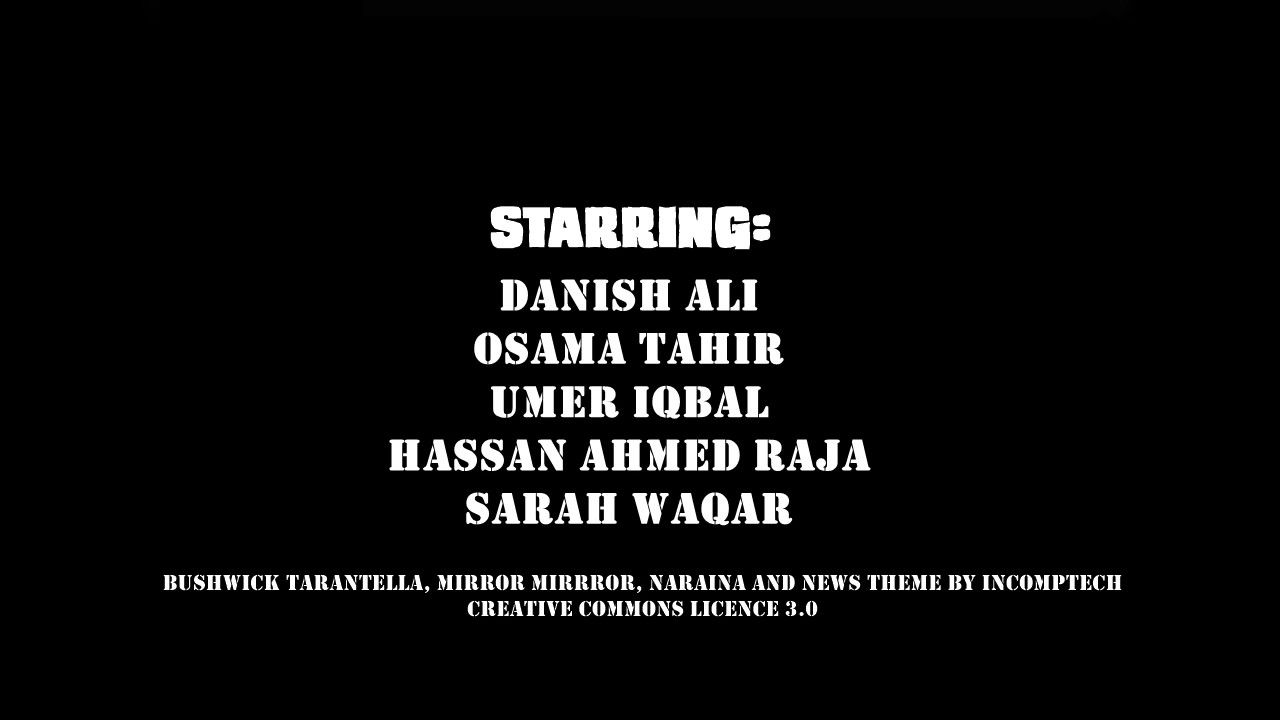 STARRING:
DANISH ALI
OSAMA TAHIR
UMER IQBAL
HASSAN AHMED RAJA
SARAH WAQAR
BUSHWICK TARANTELLA, MIRROR MIRRROR, NARAINA AND NEWS THEME BY INCOMPTECH
CREATIVE COMMONS LICENCE 3.0